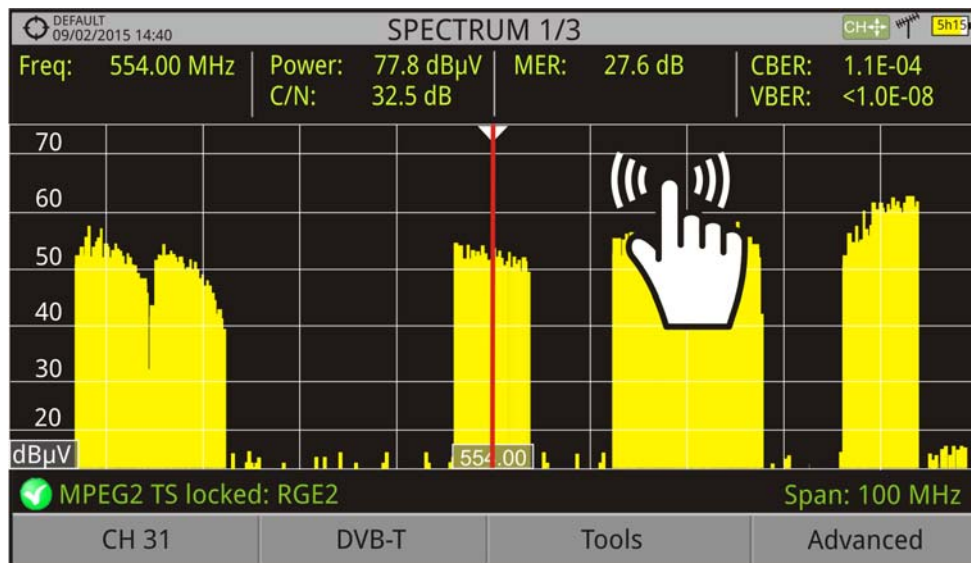 DEFAULT
09/02/2015 14:40
SPECTRUM 1/3
CH
5h15
Freq: 554.00 MHz
Power: 77.8 dBµV
C/N: 32.5 dB
MER: 27.6 dB
CBER: 1.1E-04
VBER: <1.0E-08
70
60
50
40
30
20
dBµV
554.00
MPEG2 TS locked: RGE2
Span: 100 MHz
CH 31
DVB-T
Tools
Advanced